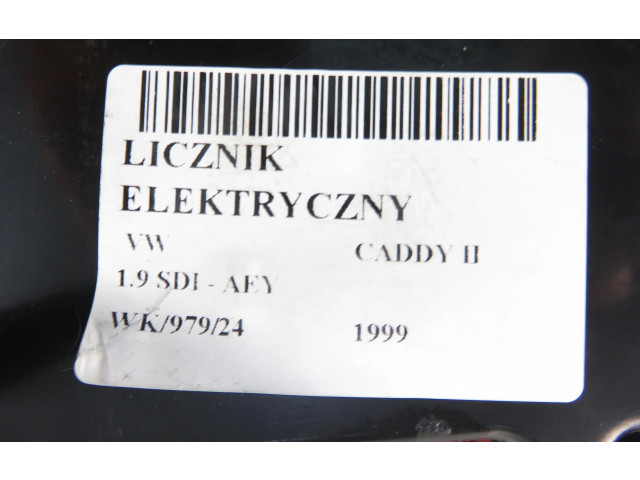 LICZNIK
ELEKTRYCZNY
VW CADDY II
1.9 SDI - AEY
WK/979/24 1999